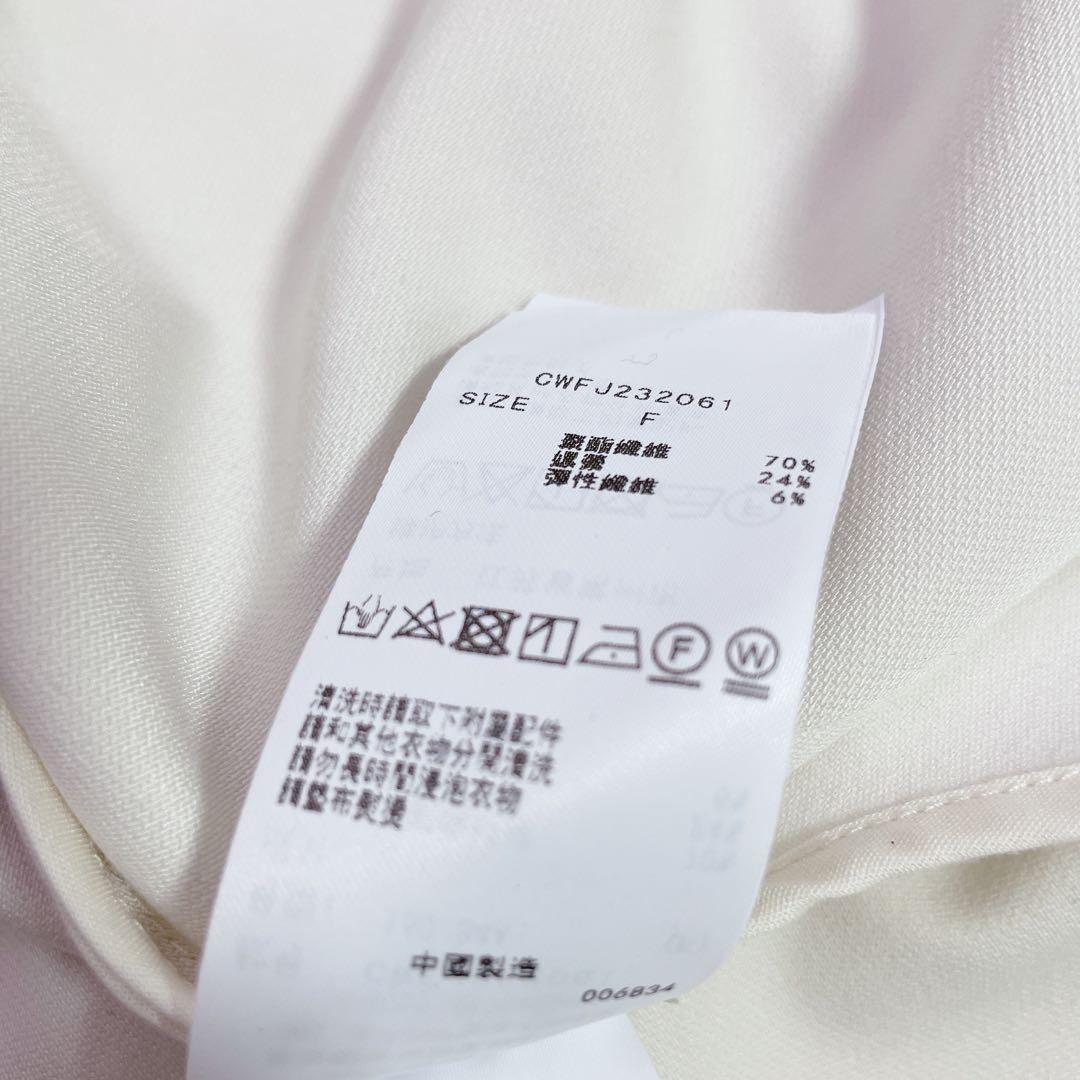 CWFJ232061
SIZE F
聚酯纖維 70%
嫘縈 24%
彈性纖維 6%
F W
清洗時請取下附屬配件
請和其他衣物分開清洗
請勿長時間浸泡衣物
請墊布熨燙
中國製造
006834